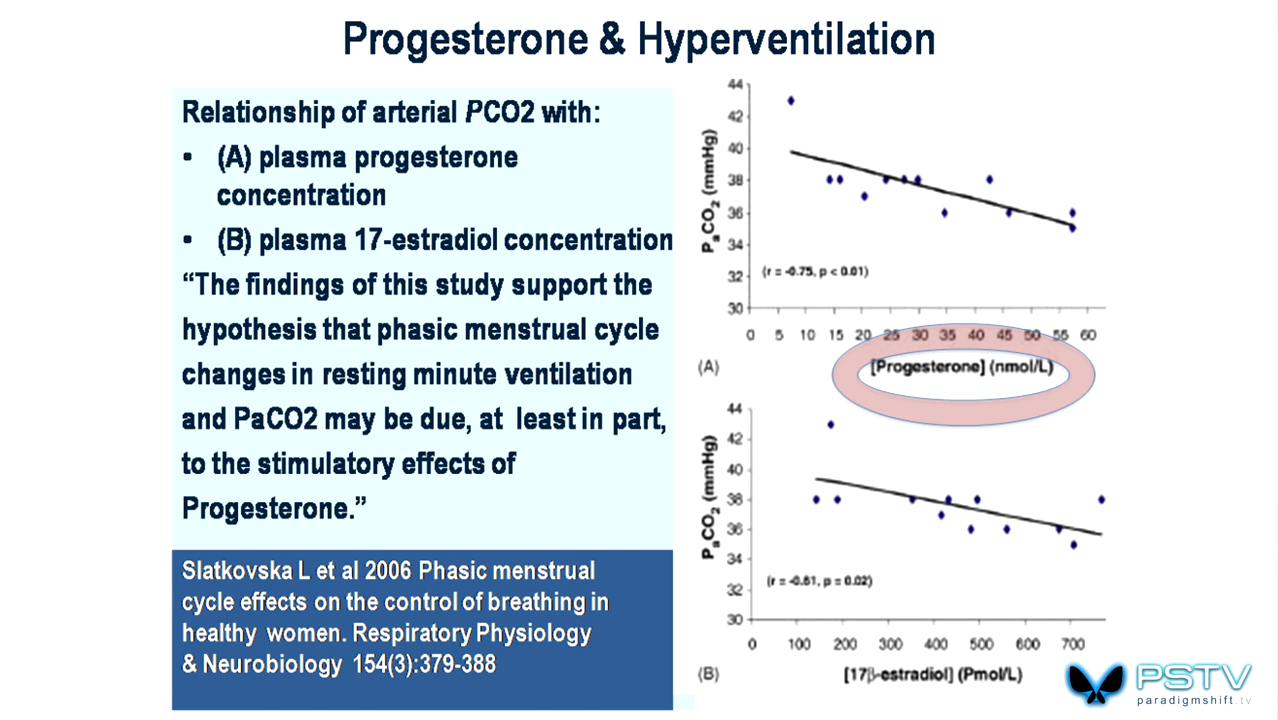 Progesterone & Hyperventilation
Relationship of arterial PCO2 with:
• (A) plasma progesterone
concentration
• (B) plasma 17-estradiol concentration
“The findings of this study support the
hypothesis that phasic menstrual cycle
changes in resting minute ventilation
and PaCO2 may be due, at least in part,
to the stimulatory effects of
Progesterone.”
Slatkovska L et al 2006 Phasic menstrual
cycle effects on the control of breathing in
healthy women. Respiratory Physiology
& Neurobiology 154(3):379-388
PaCO2 (mmHg)
44
42
40
38
36
34
32
30
(r = -0.75, p < 0.01)
0 5 10 15 20 25 30 35 40 45 50 55 60
(A) [Progesterone] (nmol/L)
PaCO2 (mmHg)
44
42
40
38
36
34
32
30
(r = -0.61, p = 0.02)
0 100 200 300 400 500 600 700
(B) [17β-estradiol] (Pmol/L)
PSTV
paradigmshift.tv